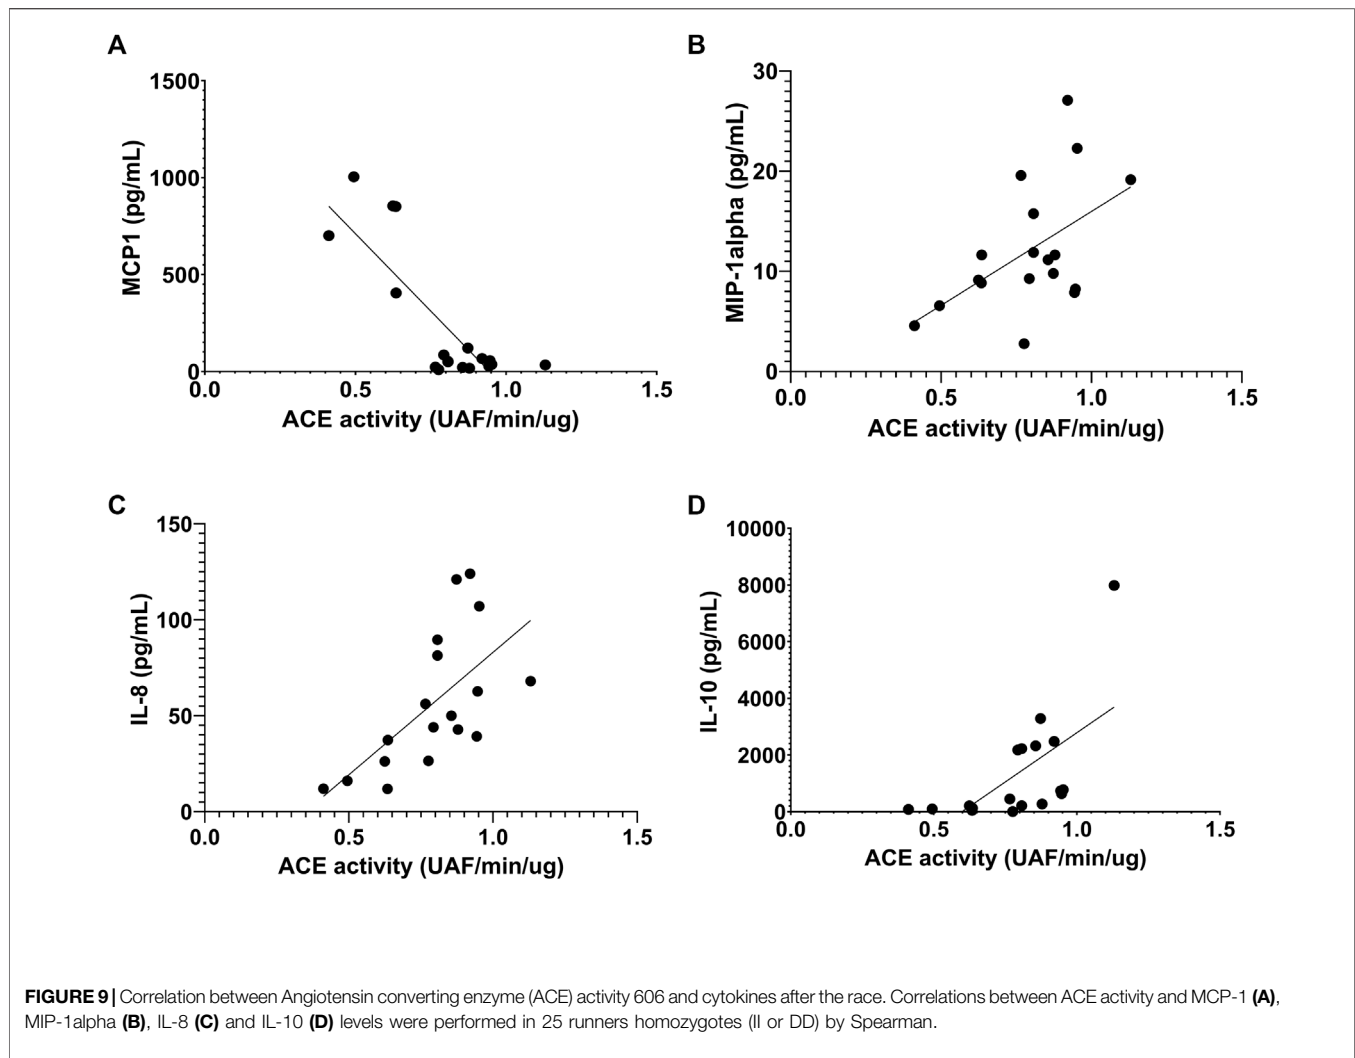 A
1500
1000
500
0
0.0 0.5 1.0 1.5
MCP1 (pg/mL)
ACE activity (UAF/min/ug)
B
30
20
10
0
0.0 0.5 1.0 1.5
MIP-1alpha (pg/mL)
ACE activity (UAF/min/ug)
C
150
100
50
0
0.0 0.5 1.0 1.5
IL-8 (pg/mL)
ACE activity (UAF/min/ug)
D
10000
8000
6000
4000
2000
0
0.0 0.5 1.0 1.5
IL-10 (pg/mL)
ACE activity (UAF/min/ug)
FIGURE 9 | Correlation between Angiotensin converting enzyme (ACE) activity 606 and cytokines after the race. Correlations between ACE activity and MCP-1 (A),
MIP-1alpha (B), IL-8 (C) and IL-10 (D) levels were performed in 25 runners homozygotes (II or DD) by Spearman.